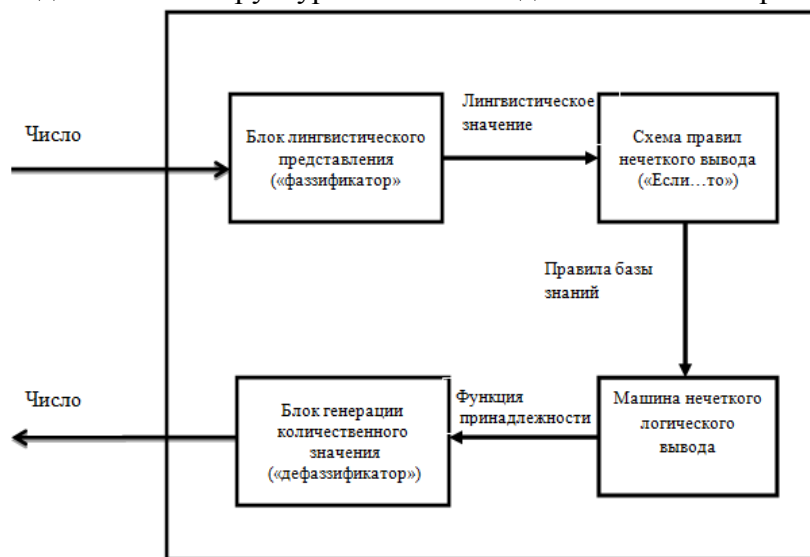 Число
Блок лингвистического
представления
(«фаззификатор»
Лингвистическое
значение
Схема правил
нечеткого вывода
(«Если…то»)
Правила базы
знаний
Число
Блок генерации
количественного
значения
(«дефаззификатор»)
Функция
принадлежности
Машина нечеткого
логического
вывода